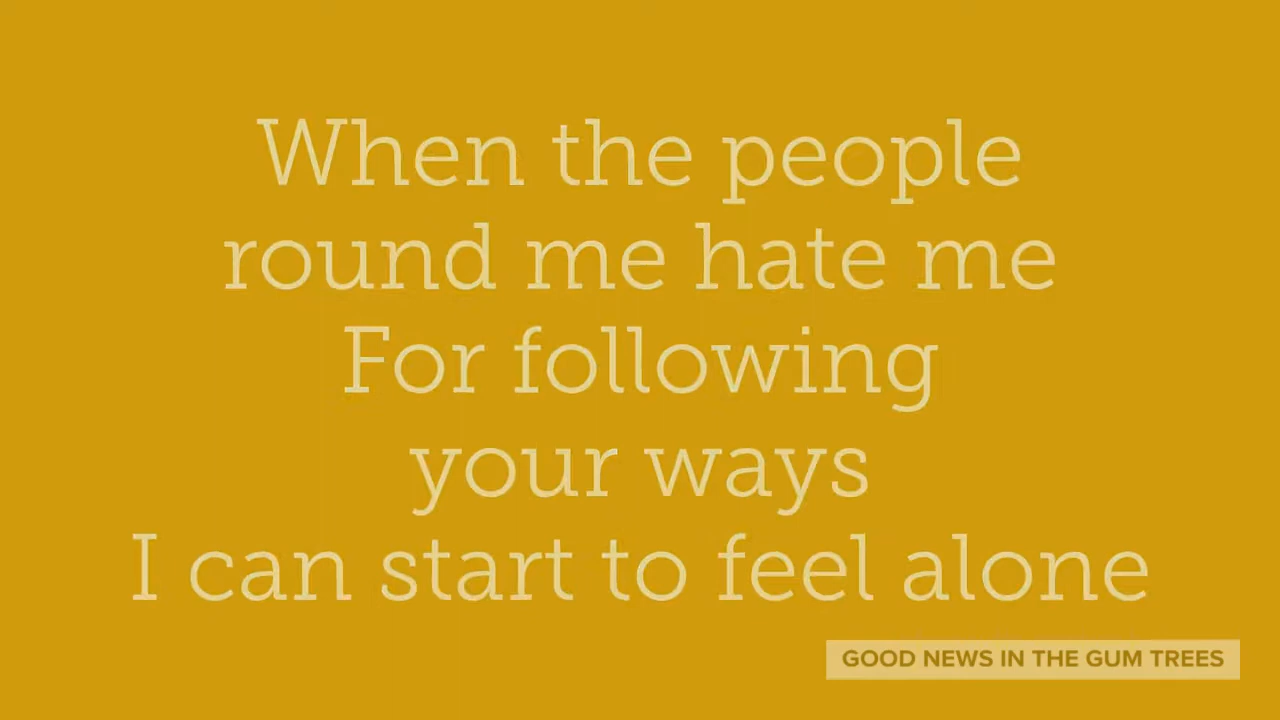 When the people
round me hate me
For following
your ways
I can start to feel alone
GOOD NEWS IN THE GUM TREES